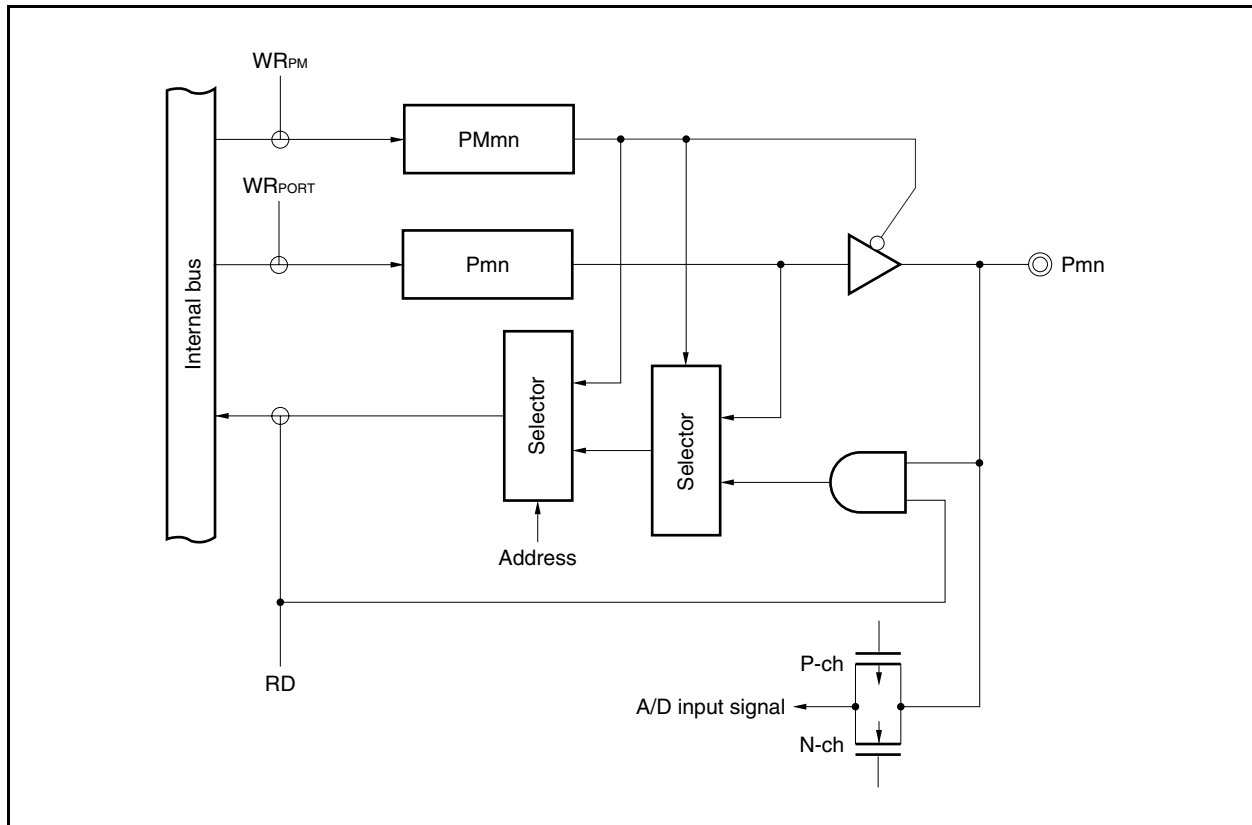 WRPM
PMmn
WRPORT
Pmn
Pmn
Internal bus
Selector
Selector
Address
RD
P-ch
A/D input signal
N-ch